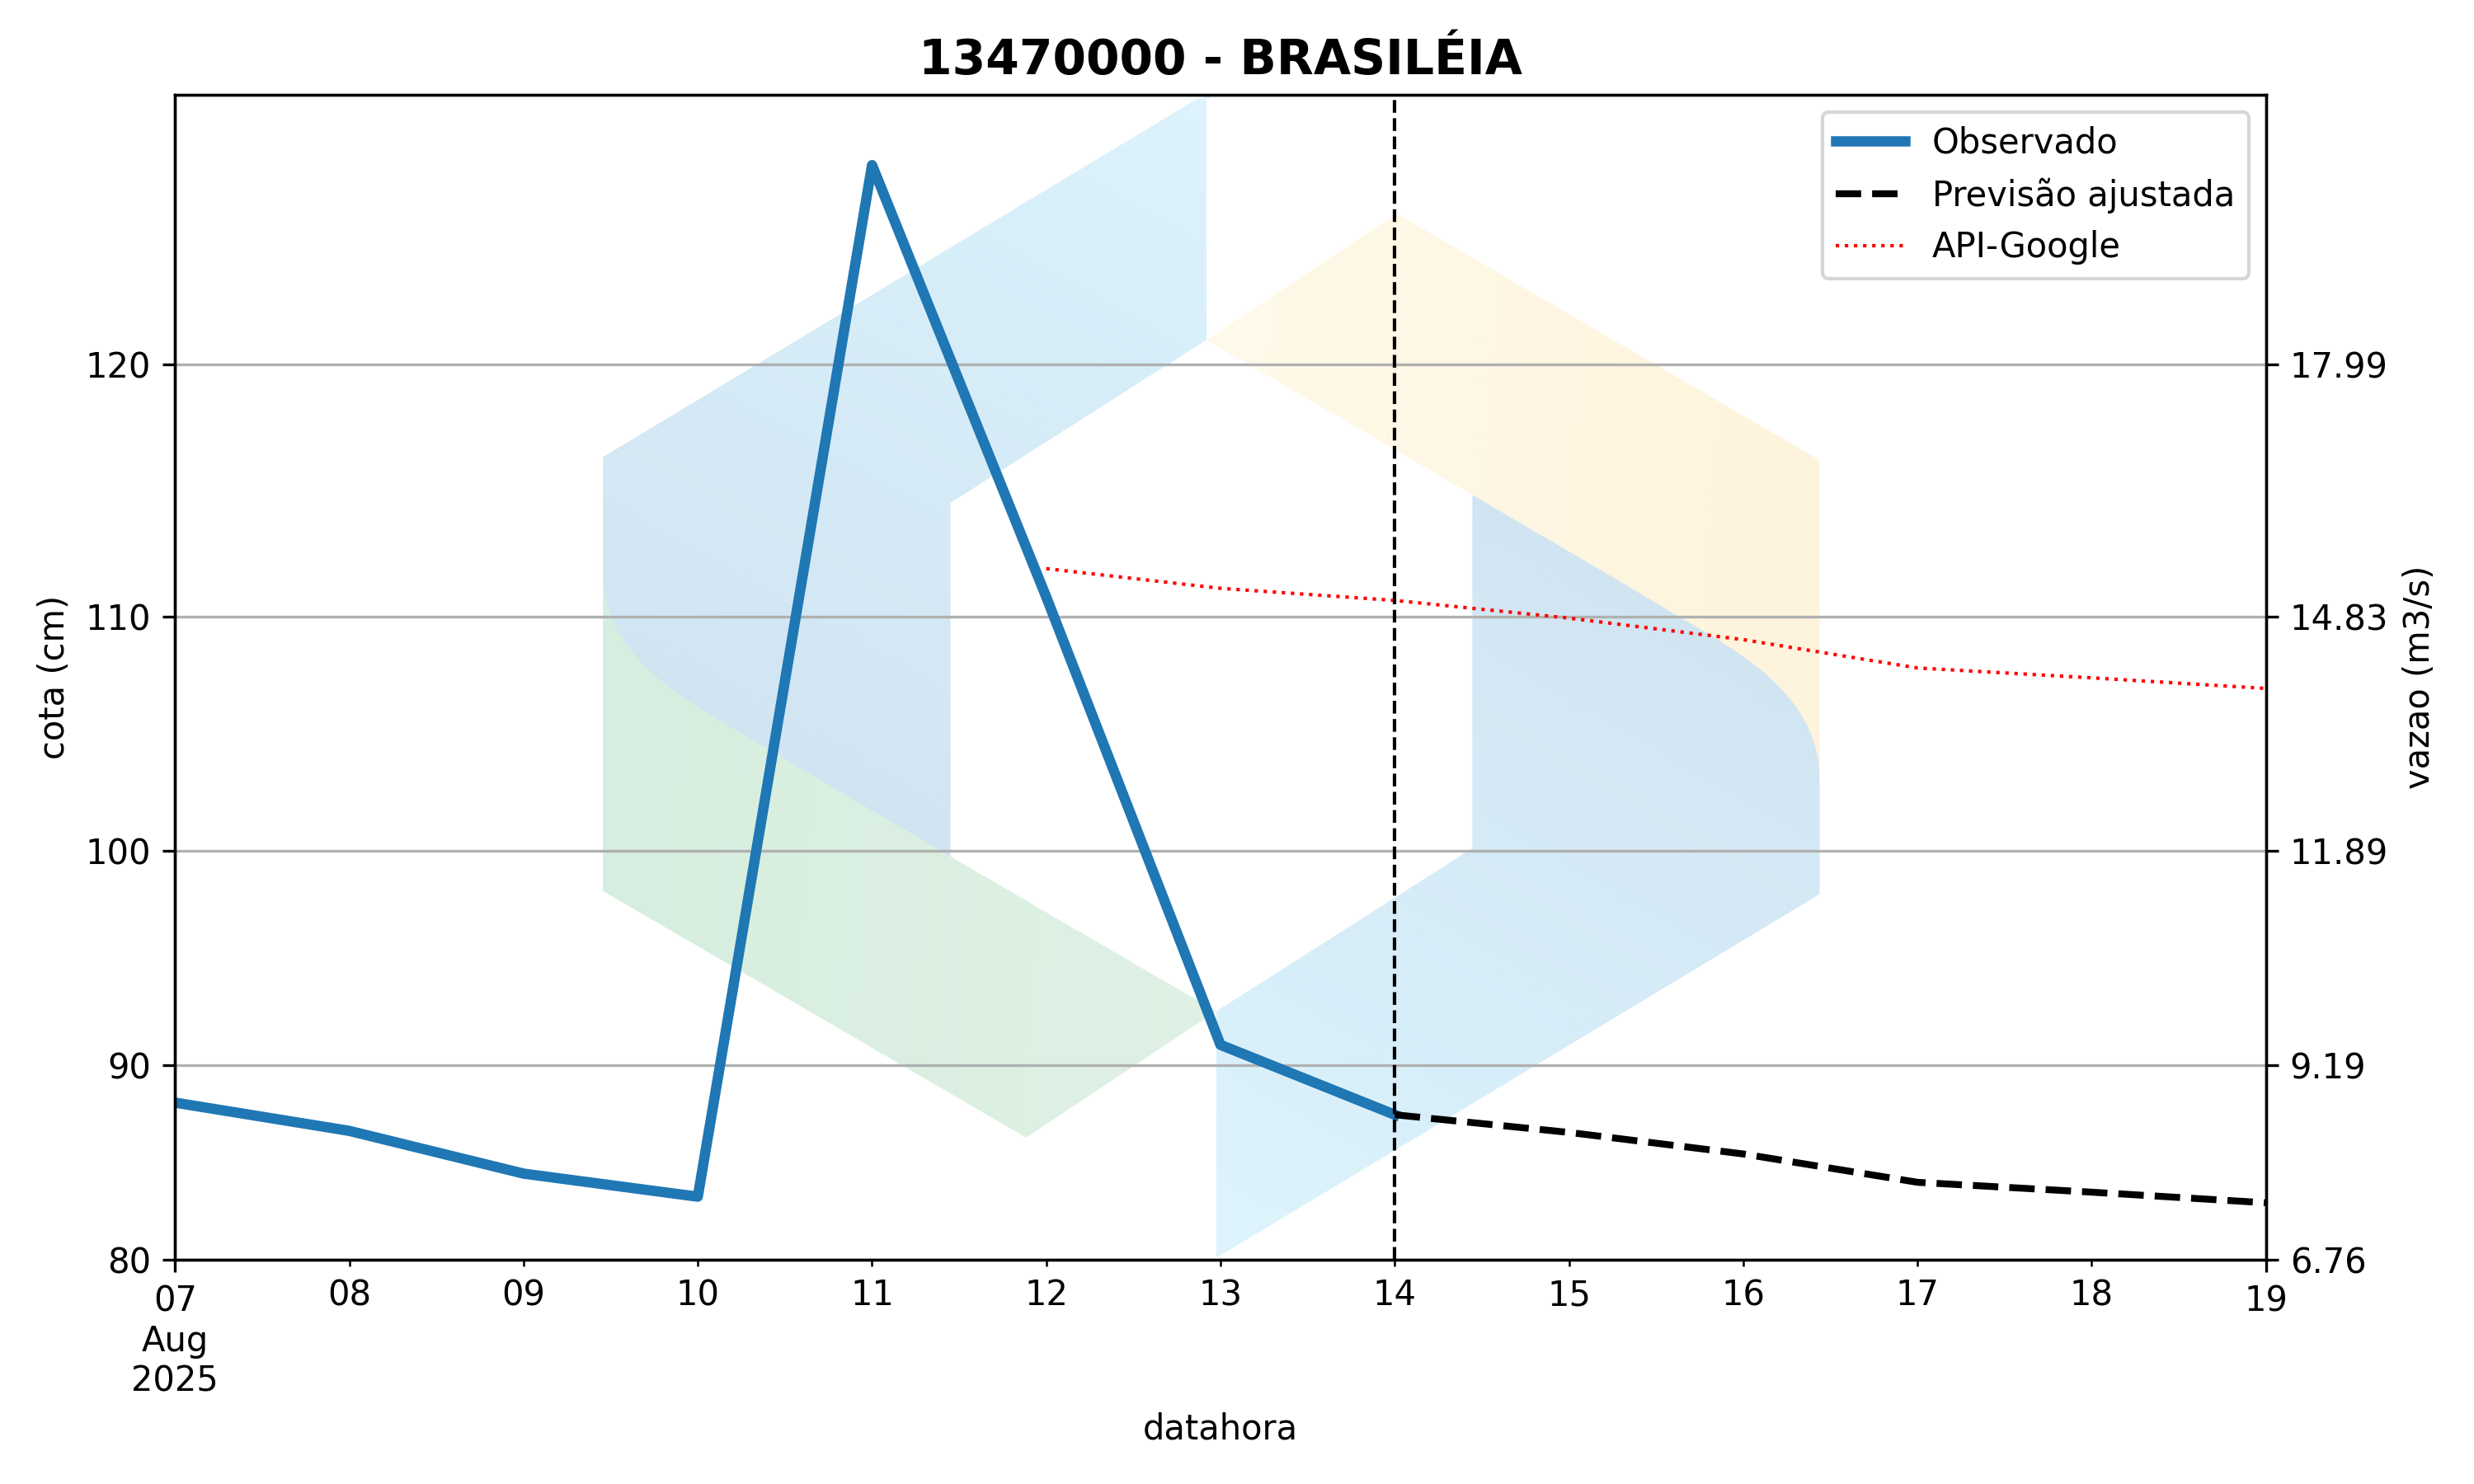 13470000 - BRASILÉIA
Observado
Previsão ajustada
API-Google
120
110
100
90
80
cota (cm)
17.99
14.83
11.89
9.19
6.76
vazao (m3/s)
07 08 09 10 11 12 13 14 15 16 17 18 19
Aug
2025
datahora